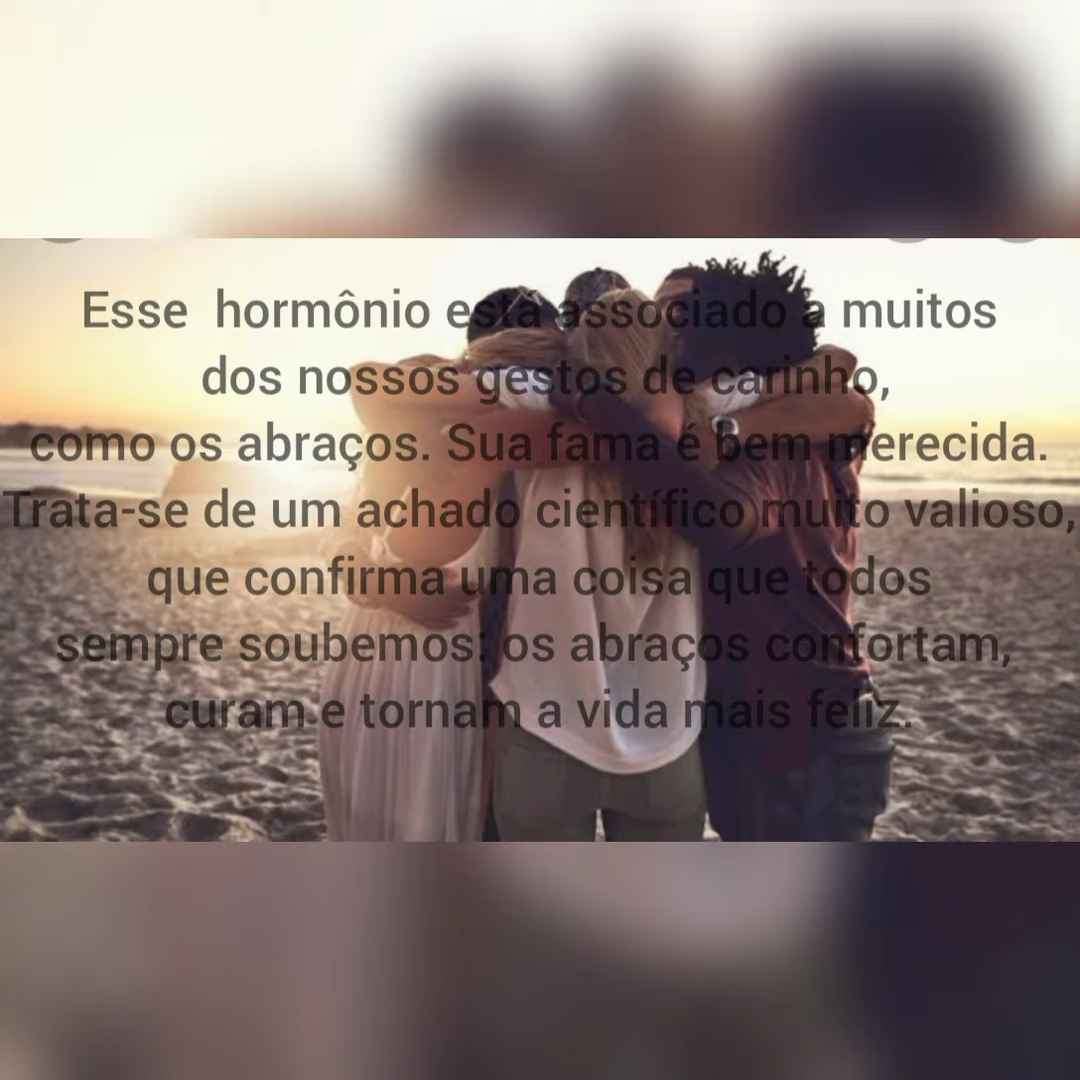 Esse  hormônio está associado a muitos
dos nossos gestos de carinho,
como os abraços. Sua fama é bem merecida.
Trata-se de um achado científico muito valioso,
que confirma uma coisa que todos
sempre soubemos: os abraços confortam,
curam e tornam a vida mais feliz.